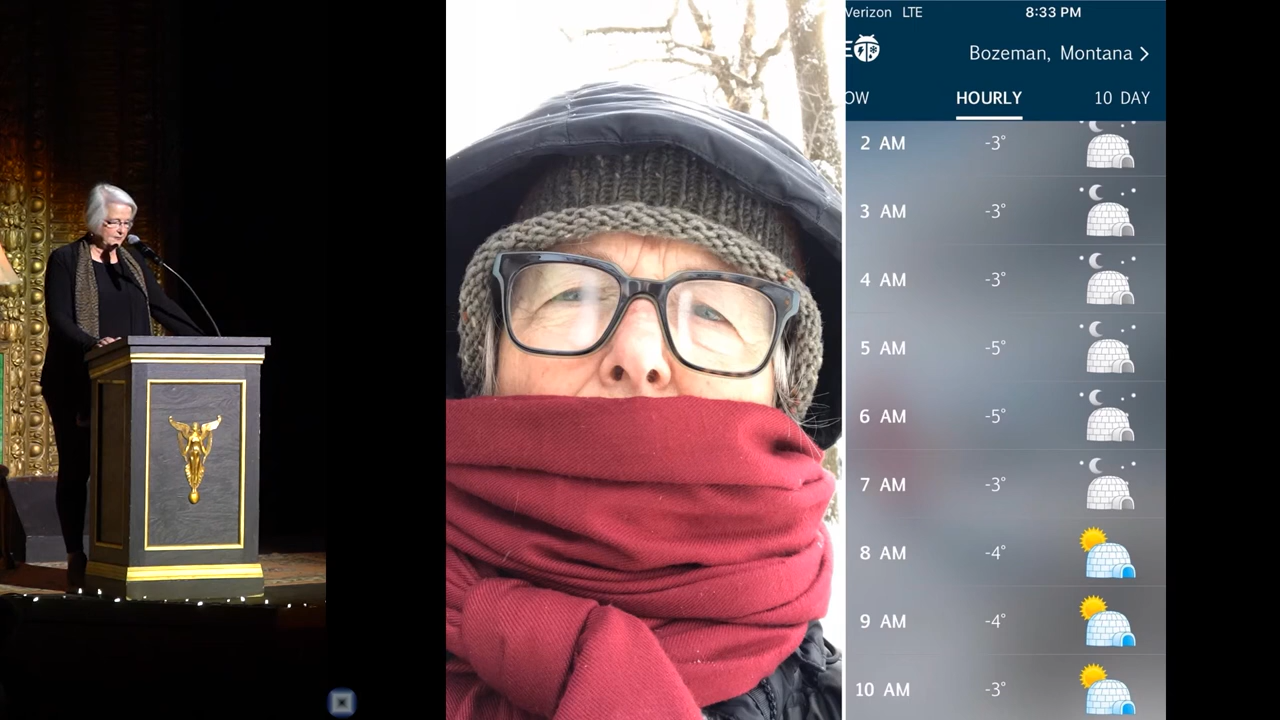 Verizon LTE 8:33 PM
E
Bozeman, Montana
OW HOURLY 10 DAY
2 AM -3°
3 AM -3°
4 AM -3°
5 AM -5°
6 AM -5°
7 AM -3°
8 AM -4°
9 AM -4°
10 AM -3°